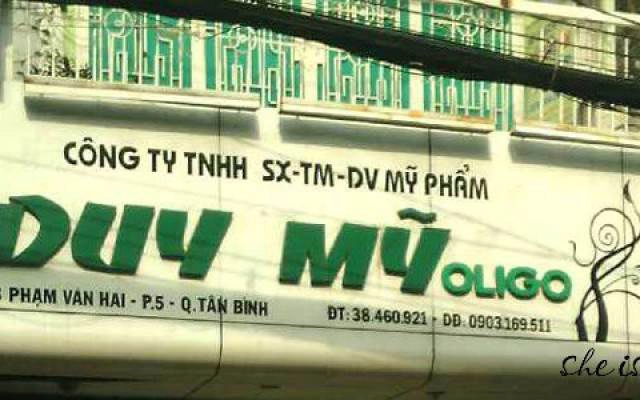 CÔNG TY TNHH SX-TM-DV MỸ PHẨM
DUY MỸ OLIGO
PHẠM VAN HAI - P.5 - Q.TÂN BÌNH
ĐT: 38.460.921 - DĐ. 0903.169.511
she is